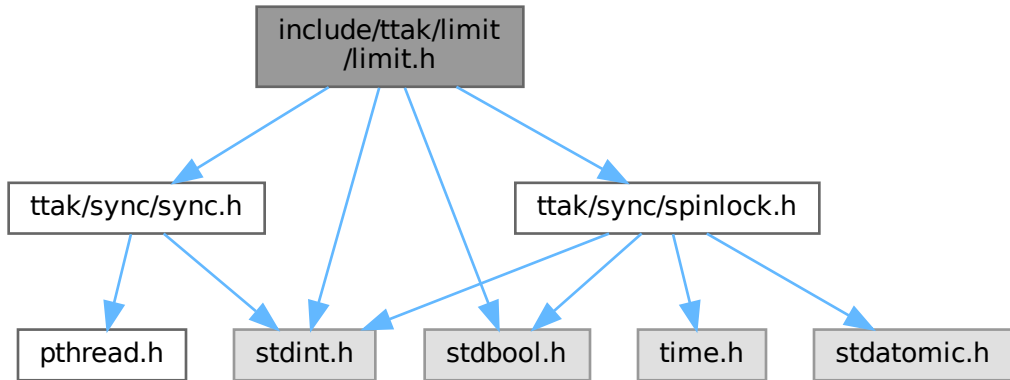 include/ttak/limit
/limit.h
ttak/sync/sync.h
ttak/sync/spinlock.h
pthread.h
stdint.h
stdbool.h
time.h
stdatomic.h